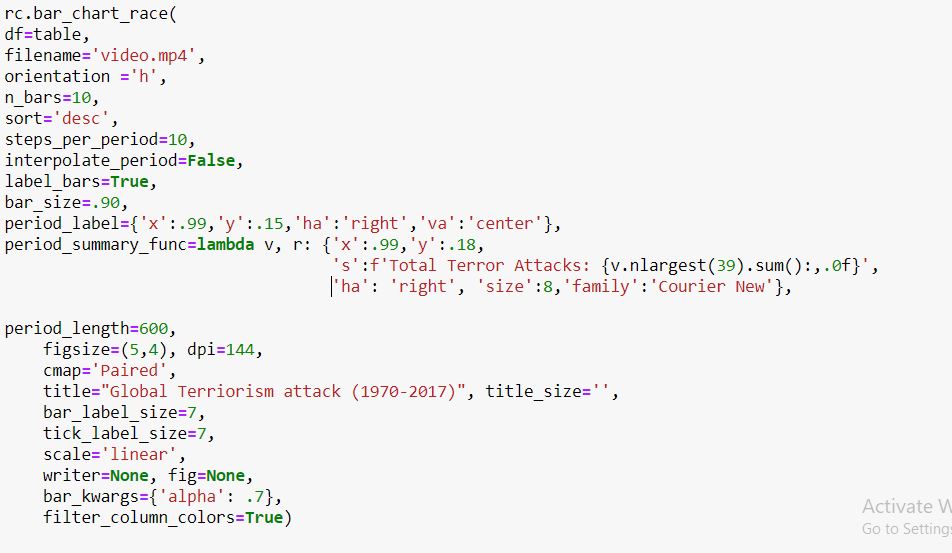 rc.bar_chart_race(
df=table,
filename='video.mp4',
orientation ='h',
n_bars=10,
sort='desc',
steps_per_period=10,
interpolate_period=False,
label_bars=True,
bar_size=.90,
period_label={'x':.99,'y':.15,'ha':'right','va':'center'},
period_summary_func=lambda v, r: {'x':.99,'y':.18,
's':f'Total Terror Attacks: {v.nlargest(39).sum():,.0f}',
'ha': 'right', 'size':8,'family':'Courier New'},
period_length=600,
figsize=(5,4), dpi=144,
cmap='Paired',
title="Global Terriorism attack (1970-2017)", title_size='',
bar_label_size=7,
tick_label_size=7,
scale='linear',
writer=None, fig=None,
bar_kwargs={'alpha': .7},
filter_column_colors=True)
Activate W
Go to Settings